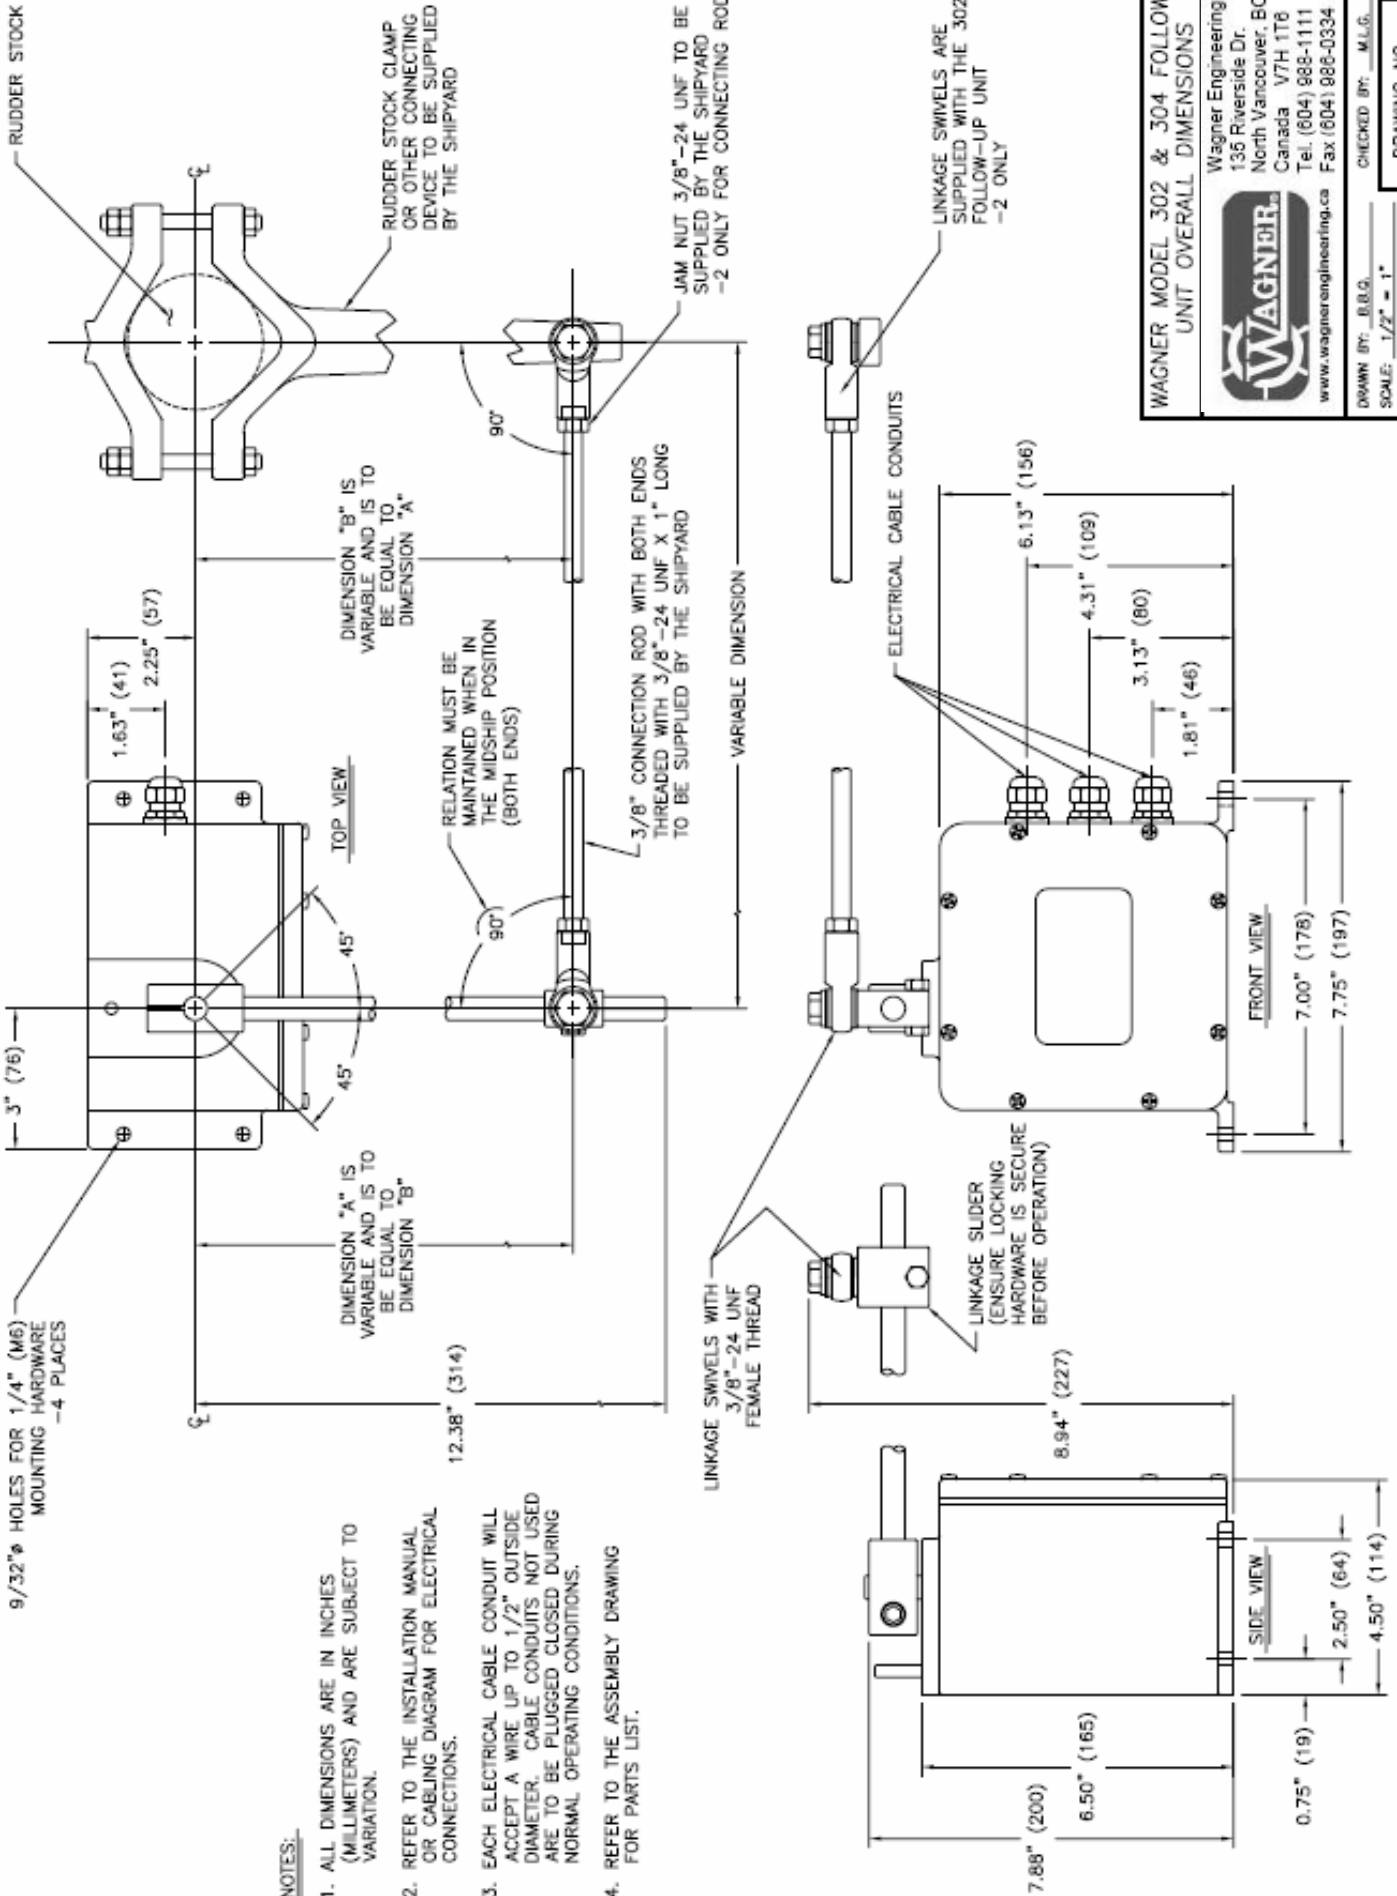 9/32"ø HOLES FOR 1/4" (M6)
MOUNTING HARDWARE
-4 PLACES
3" (76)
1.63" (41)
2.25" (57)
RUDDER STOCK
℄
RUDDER STOCK CLAMP
OR OTHER CONNECTING
DEVICE TO BE SUPPLIED
BY THE SHIPYARD
45°
45°
TOP VIEW
℄
DIMENSION "A" IS
VARIABLE AND IS TO
BE EQUAL TO
DIMENSION "B"
DIMENSION "B" IS
VARIABLE AND IS TO
BE EQUAL TO
DIMENSION "A"
RELATION MUST BE
MAINTAINED WHEN IN
THE MIDSHIP POSITION
(BOTH ENDS)
90°
90°
12.38" (314)
3/8" CONNECTION ROD WITH BOTH ENDS
THREADED WITH 3/8"-24 UNF X 1" LONG
TO BE SUPPLIED BY THE SHIPYARD
JAM NUT 3/8"-24 UNF TO BE
SUPPLIED BY THE SHIPYARD
-2 ONLY FOR CONNECTING ROD
VARIABLE DIMENSION
NOTES:
1. ALL DIMENSIONS ARE IN INCHES
(MILLIMETERS) AND ARE SUBJECT TO
VARIATION.
2. REFER TO THE INSTALLATION MANUAL
OR CABLING DIAGRAM FOR ELECTRICAL
CONNECTIONS.
3. EACH ELECTRICAL CABLE CONDUIT WILL
ACCEPT A WIRE UP TO 1/2" OUTSIDE
DIAMETER. CABLE CONDUITS NOT USED
ARE TO BE PLUGGED CLOSED DURING
NORMAL OPERATING CONDITIONS.
4. REFER TO THE ASSEMBLY DRAWING
FOR PARTS LIST.
LINKAGE SWIVELS WITH
3/8"-24 UNF
FEMALE THREAD
LINKAGE SLIDER
(ENSURE LOCKING
HARDWARE IS SECURE
BEFORE OPERATION)
ELECTRICAL CABLE CONDUITS
LINKAGE SWIVELS ARE
SUPPLIED WITH THE 302
FOLLOW-UP UNIT
-2 ONLY
7.88" (200)
6.50" (165)
8.94" (227)
SIDE VIEW
0.75" (19)
2.50" (64)
4.50" (114)
6.13" (156)
4.31" (109)
3.13" (80)
1.81" (46)
FRONT VIEW
7.00" (178)
7.75" (197)
WAGNER MODEL 302 & 304 FOLLOW
UNIT OVERALL DIMENSIONS
WAGNER®
www.wagnerengineering.ca
Wagner Engineering
135 Riverside Dr.
North Vancouver, BC
Canada V7H 1T6
Tel. (604) 988-1111
Fax (604) 986-0334
DRAWN BY: B.B.Q.
CHECKED BY: M.L.G.
SCALE: 1/2" = 1"